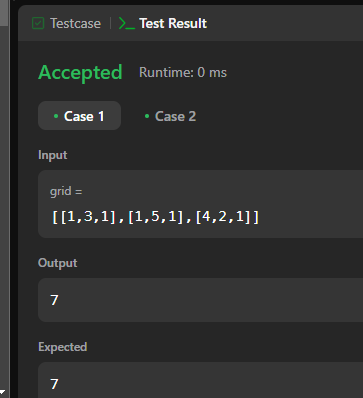 Testcase | >_ Test Result
Accepted Runtime: 0 ms
• Case 1 • Case 2
Input
grid =
[[1,3,1],[1,5,1],[4,2,1]]
Output
7
Expected
7